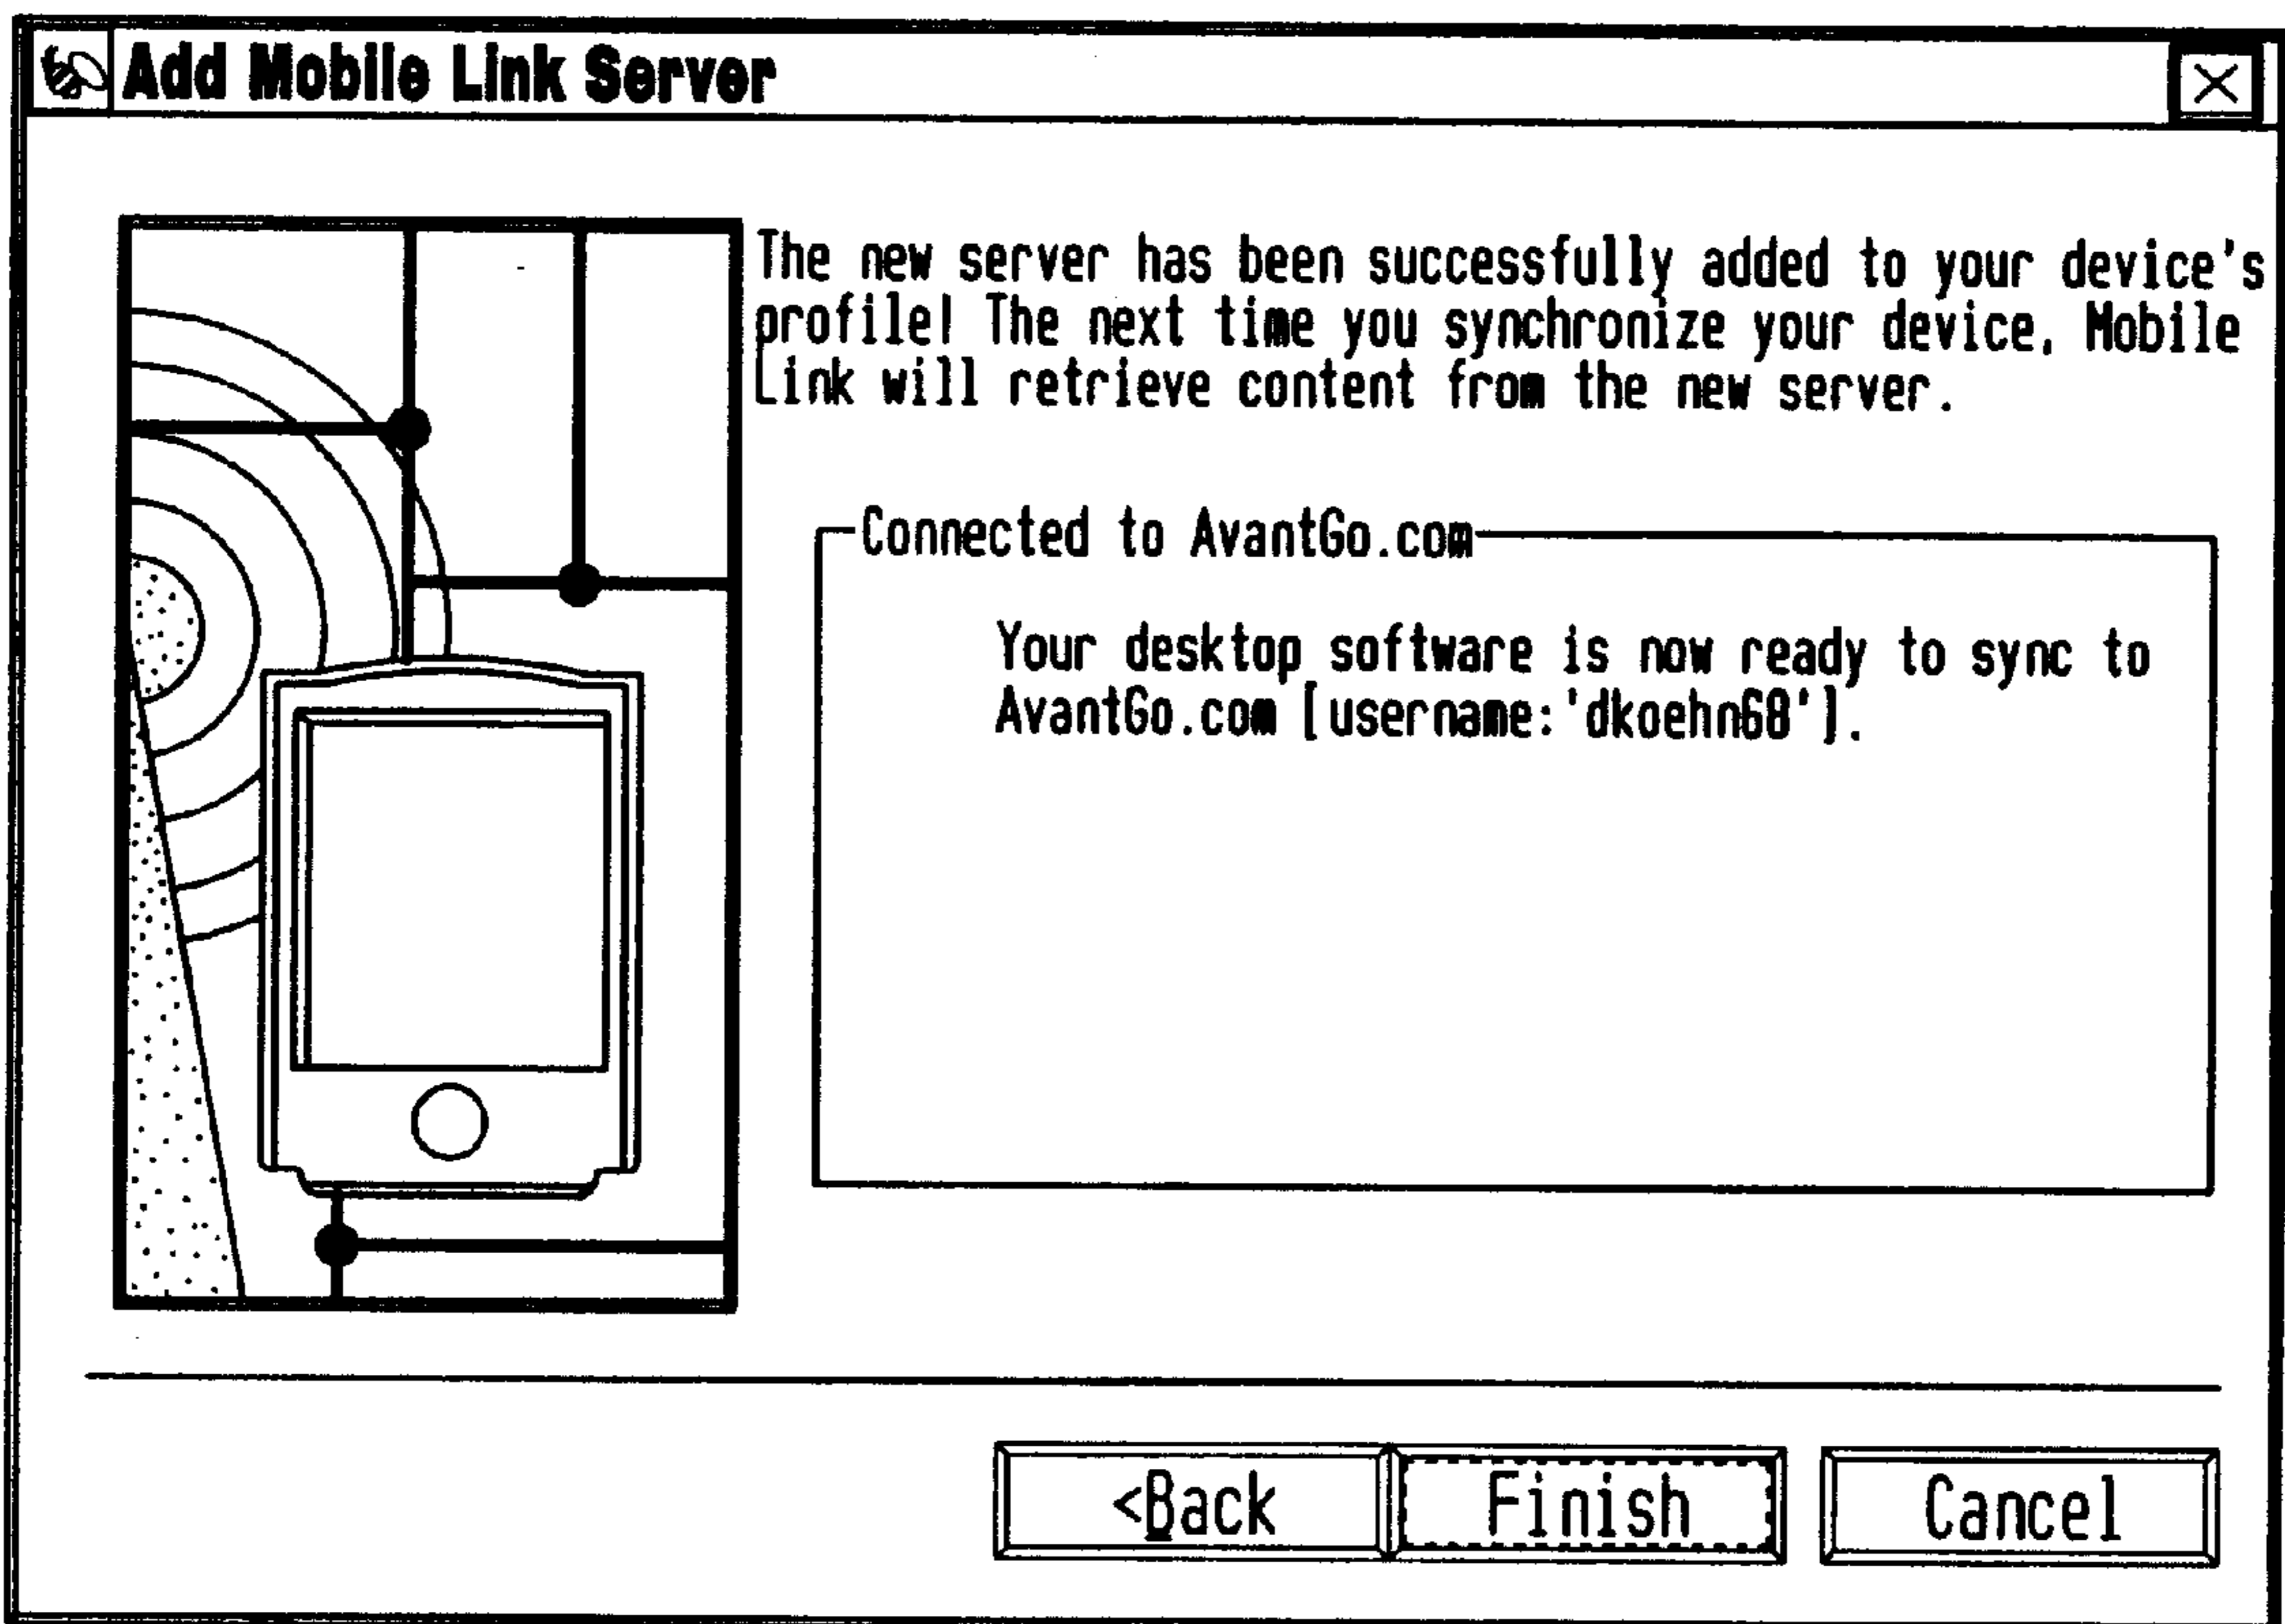 Add Mobile Link Server
The new server has been successfully added to your device's
profile! The next time you synchronize your device, Mobile
Link will retrieve content from the new server.
Connected to AvantGo.com
Your desktop software is now ready to sync to
AvantGo.com [username:'dkoehn68'].
<Back
Finish
Cancel